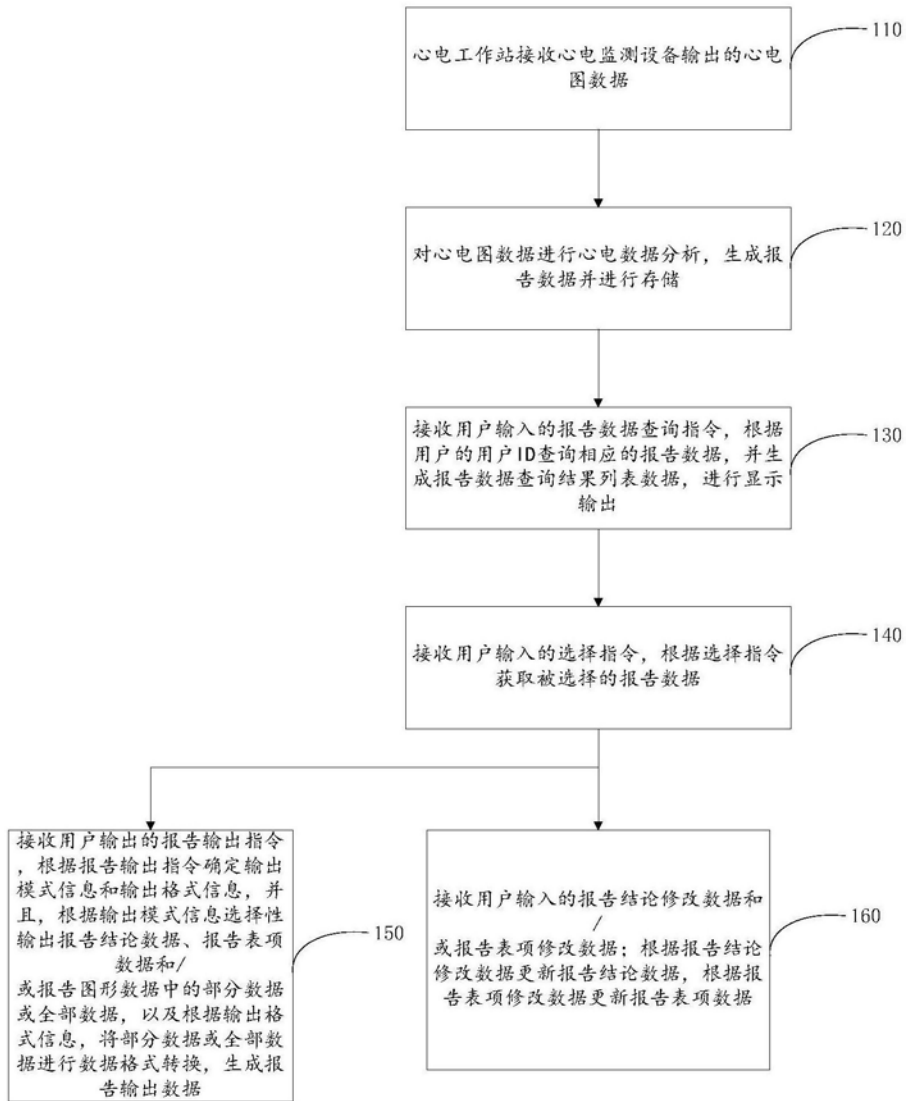 心电工作站接收心电监测设备输出的心电
图数据
110
对心电图数据进行心电数据分析，生成报
告数据并进行存储
120
接收用户输入的报告数据查询指令，根据
用户的用户ID查询相应的报告数据，并生
成报告数据查询结果列表数据，进行显示
输出
130
接收用户输入的选择指令，根据选择指令
获取被选择的报告数据
140
接收用户输出的报告输出指令
，根据报告输出指令确定输出
模式信息和输出格式信息，并
且，根据输出模式信息选择性
输出报告结论数据、报告表项
数据和/
或报告图形数据中的部分数据
或全部数据，以及根据输出格
式信息，将部分数据或全部数
据进行数据格式转换，生成报
告输出数据
150
接收用户输入的报告结论修改数据和
/
或报告表项修改数据；根据报告结论
修改数据更新报告结论数据，根据报
告表项修改数据更新报告表项数据
160